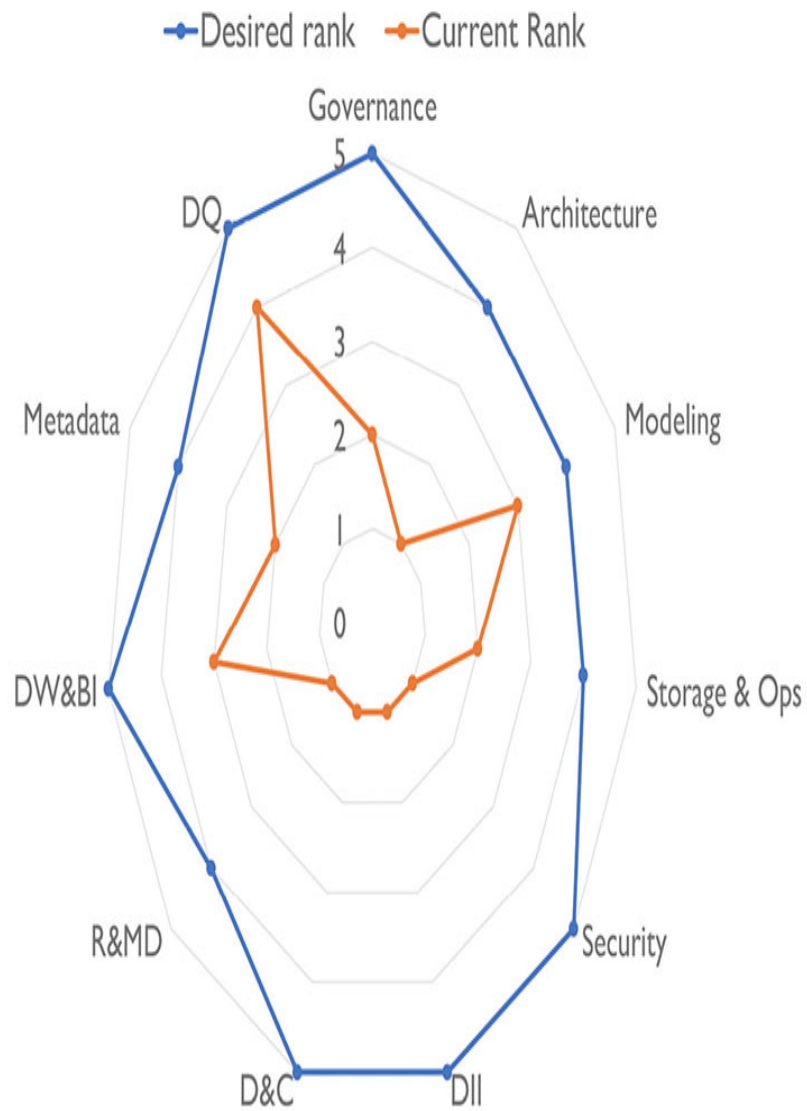 Desired rank Current Rank
Governance
5
DQ Architecture
4
3
Metadata Modeling
2
1
0
DW&BI Storage & Ops
R&MD Security
D&C DII